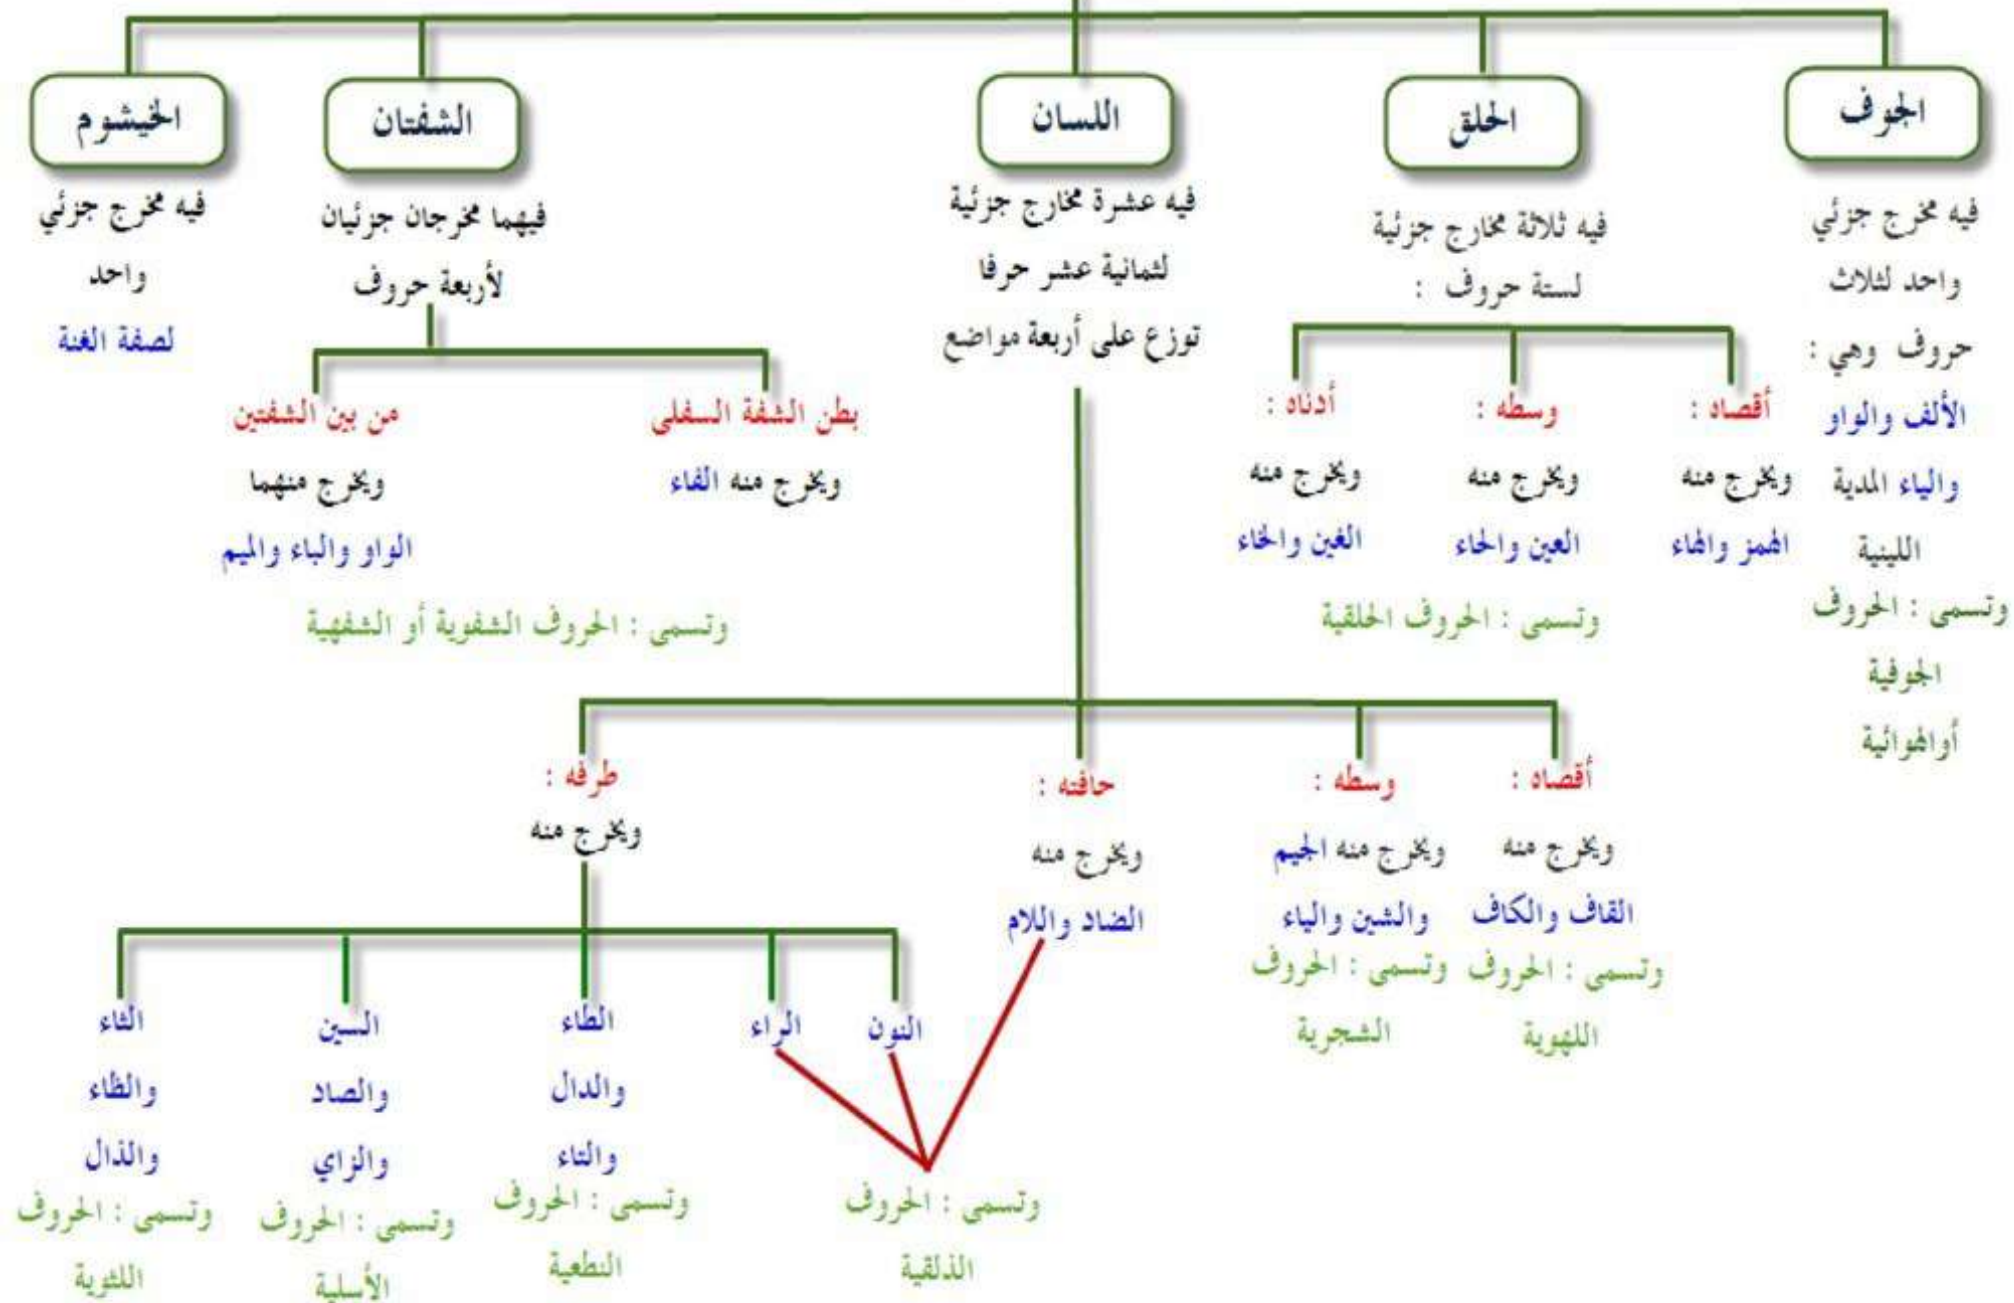 الجوف
فيه مخرج جزئي
واحد لثلاث
حروف وهي :
الألف والواو
والياء المدية
اللينية
وتسمى : الحروف
الجوفية
أوالهوائية
الحلق
فيه ثلاثة مخارج جزئية
لستة حروف :
أقصاه :
ويخرج منه
الهمز والهاء
وسطه :
ويخرج منه
العين والحاء
أدناه :
ويخرج منه
الغين والخاء
وتسمى : الحروف الحلقية
اللسان
فيه عشرة مخارج جزئية
لثمانية عشر حرفا
توزع على أربعة مواضع
أقصاه :
ويخرج منه
القاف والكاف
وتسمى : الحروف
اللهوية
وسطه :
ويخرج منه الجيم
والشين والياء
وتسمى : الحروف
الشجرية
حافته :
ويخرج منه
الضاد واللام
طرفه :
ويخرج منه
النون
الراء
وتسمى : الحروف
الذلقية
الطاء
والدال
والتاء
وتسمى : الحروف
النطعية
السين
والصاد
والزاي
وتسمى : الحروف
الأسلية
الثاء
والظاء
والذال
وتسمى : الحروف
اللثوية
الشفتان
فيهما مخرجان جزئيان
لأربعة حروف
بطن الشفة السفلى
ويخرج منه الفاء
من بين الشفتين
ويخرج منهما
الواو والباء والميم
وتسمى : الحروف الشفوية أو الشفهية
الخيشوم
فيه مخرج جزئي
واحد
لصفة الغنة